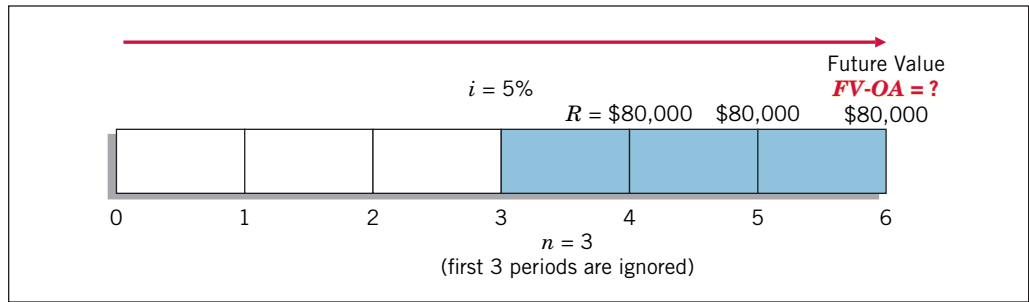 Future Value
i = 5%
FV-OA = ?
R = $80,000 $80,000 $80,000
0 1 2 3 4 5 6
n = 3
(first 3 periods are ignored)